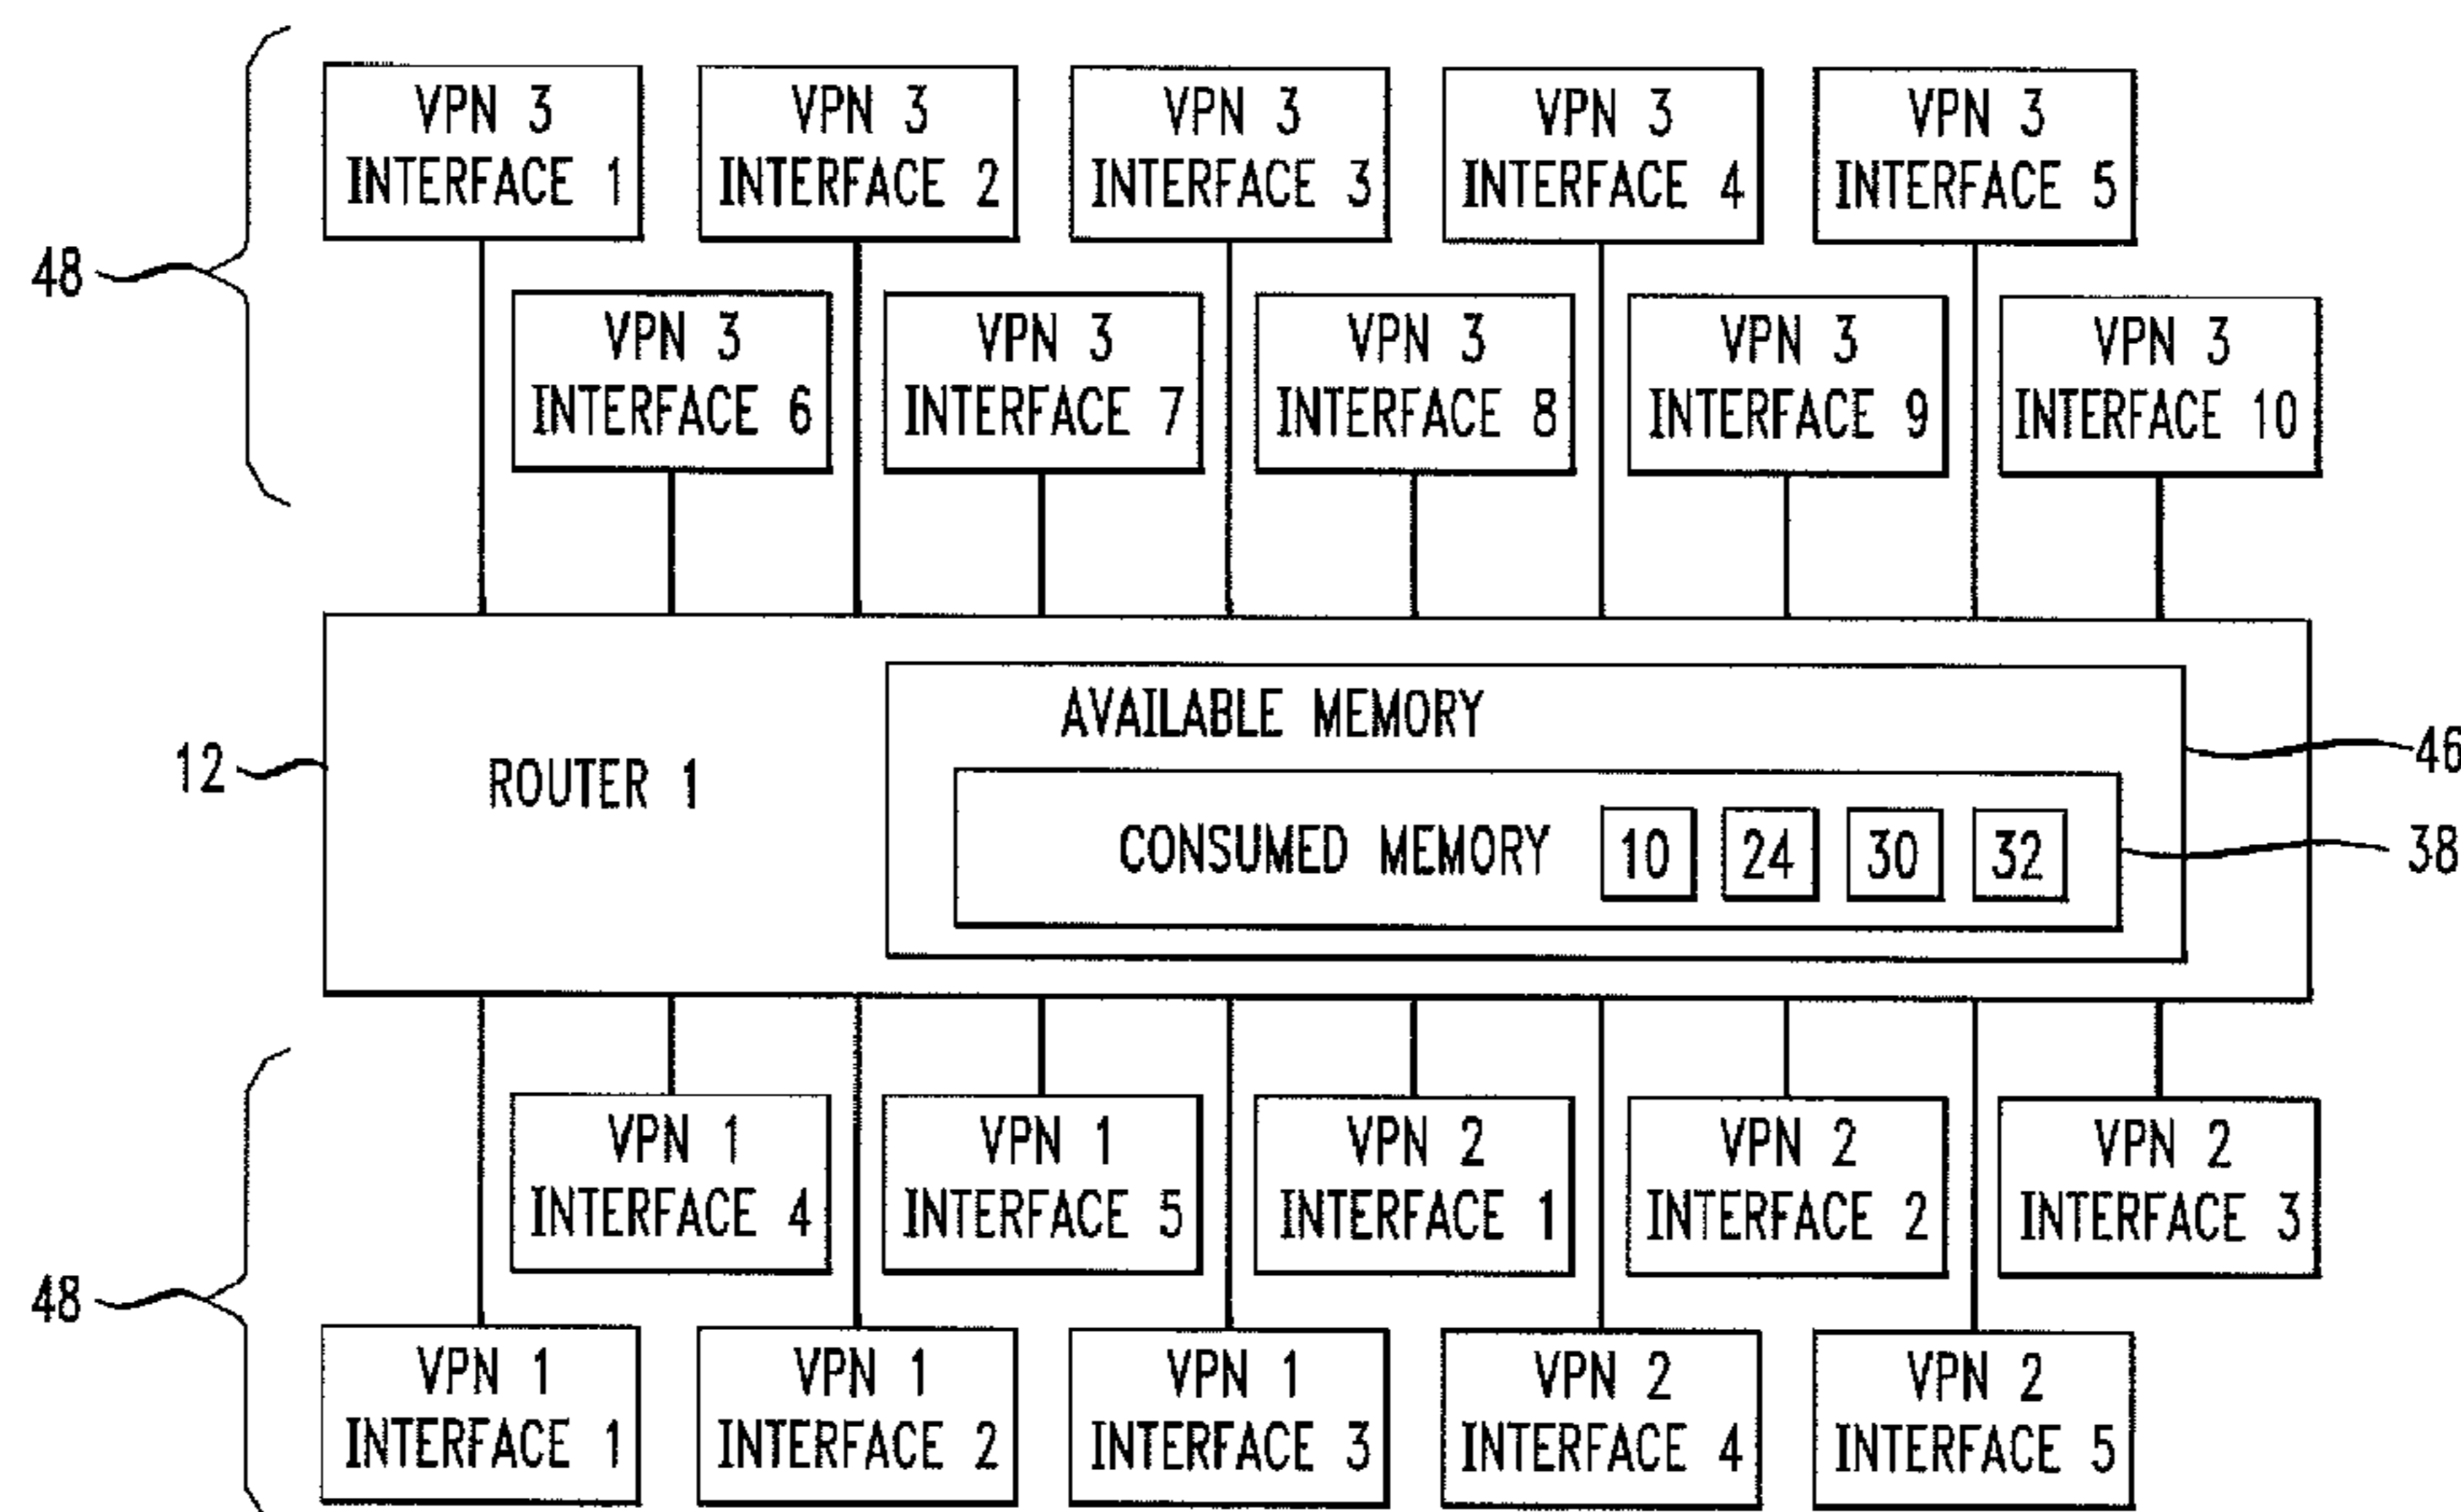 VPN 3
INTERFACE 1
VPN 3
INTERFACE 2
VPN 3
INTERFACE 3
VPN 3
INTERFACE 4
VPN 3
INTERFACE 5
48
VPN 3
INTERFACE 6
VPN 3
INTERFACE 7
VPN 3
INTERFACE 8
VPN 3
INTERFACE 9
VPN 3
INTERFACE 10
12
ROUTER 1
AVAILABLE MEMORY
46
CONSUMED MEMORY 10 24 30 32
38
VPN 1
INTERFACE 4
VPN 1
INTERFACE 5
VPN 2
INTERFACE 1
VPN 2
INTERFACE 2
VPN 2
INTERFACE 3
48
VPN 1
INTERFACE 1
VPN 1
INTERFACE 2
VPN 1
INTERFACE 3
VPN 2
INTERFACE 4
VPN 2
INTERFACE 5